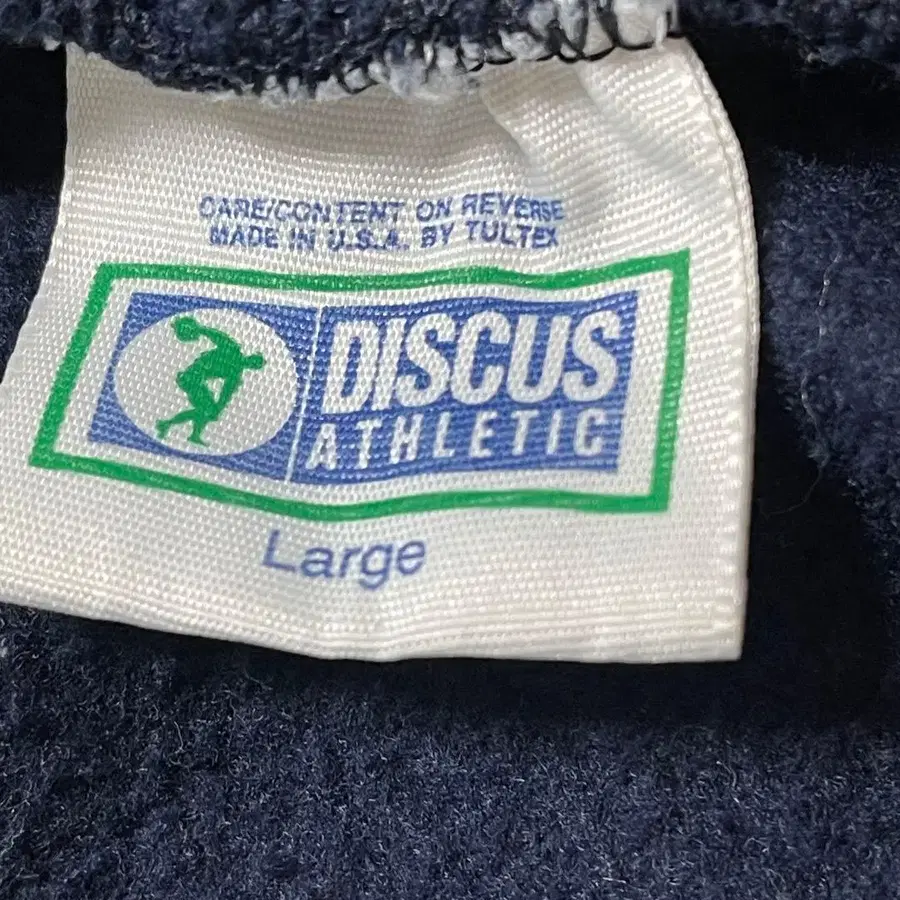 CARE/CONTENT ON REVERSE
MADE IN U.S.A. BY TULTEX
DISCUS
ATHLETIC
Large